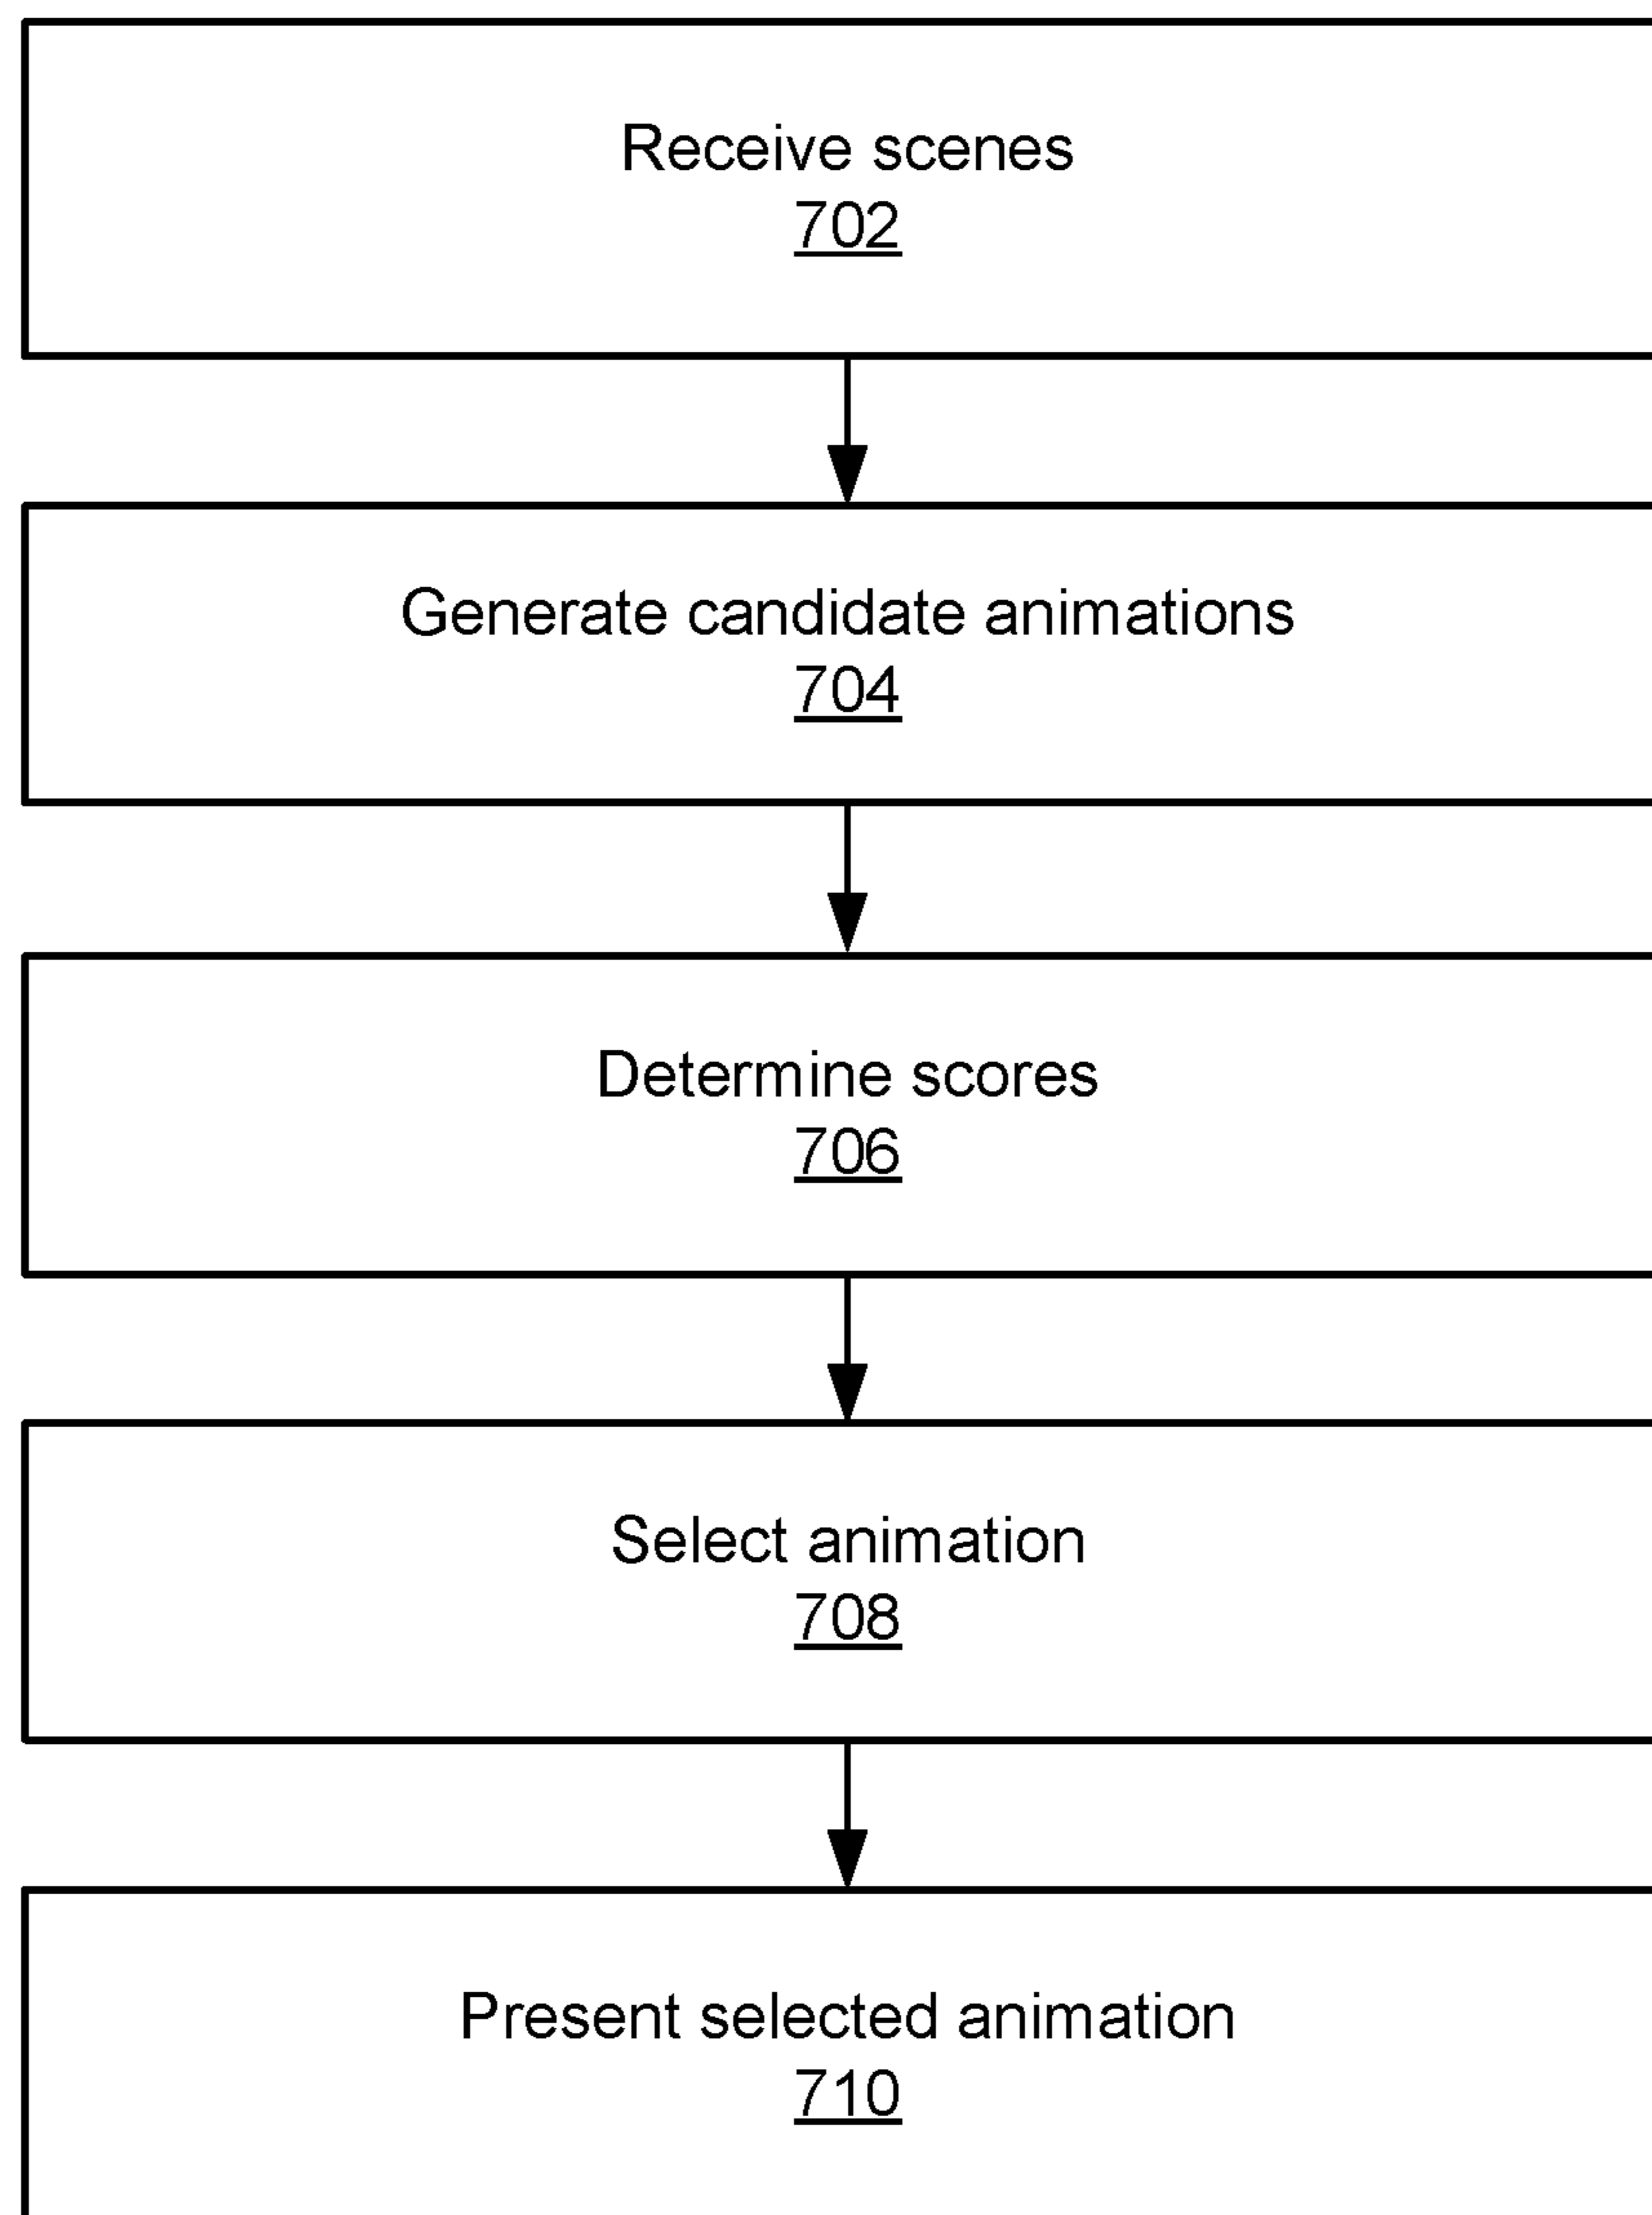 Receive scenes
702
Generate candidate animations
704
Determine scores
706
Select animation
708
Present selected animation
710